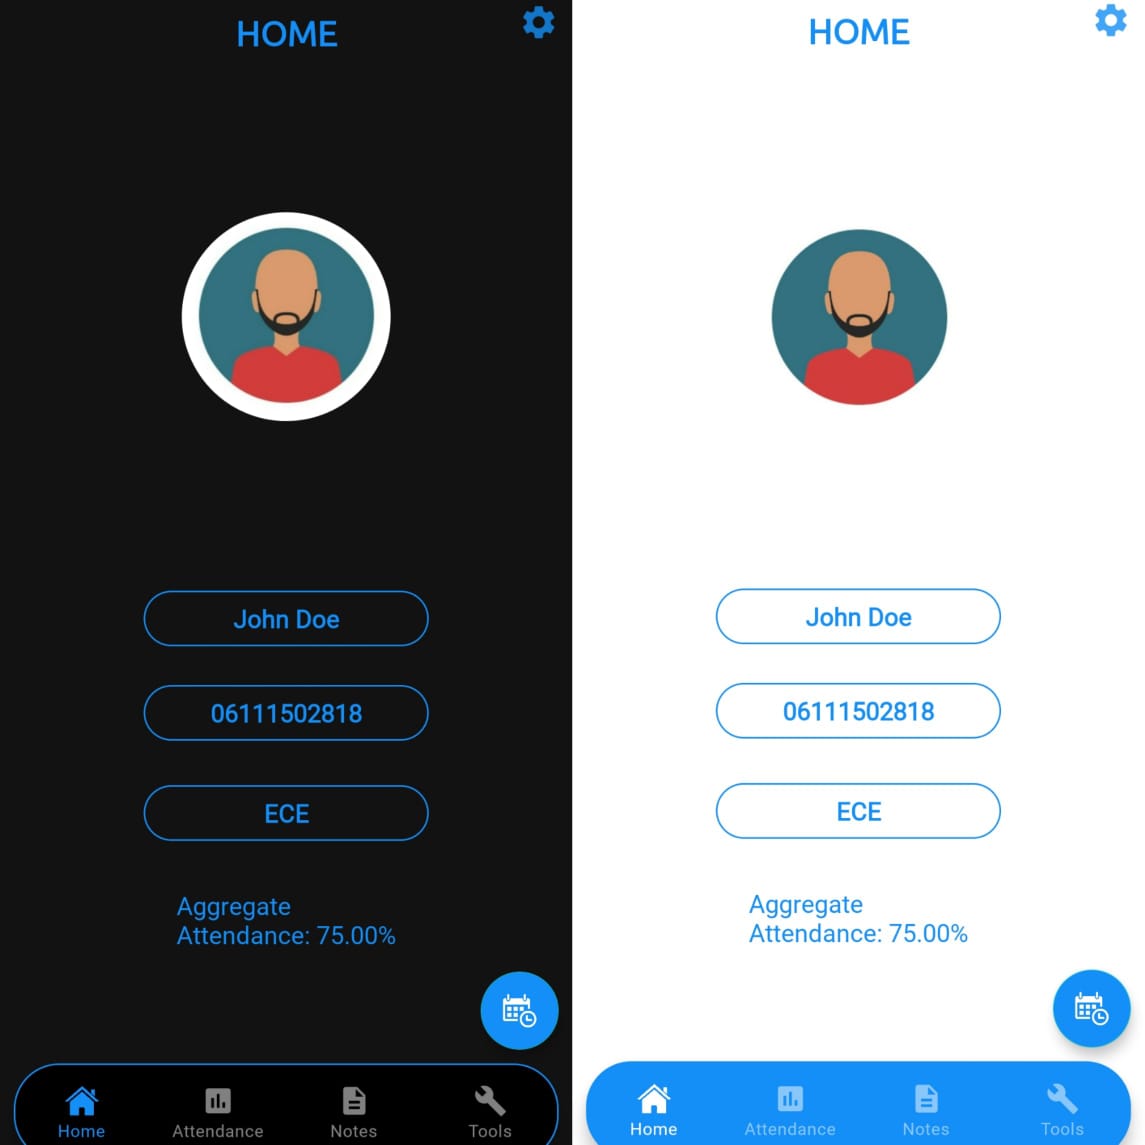 HOME
John Doe
06111502818
ECE
Aggregate
Attendance: 75.00%
Home Attendance Notes Tools
HOME
John Doe
06111502818
ECE
Aggregate
Attendance: 75.00%
Home Attendance Notes Tools